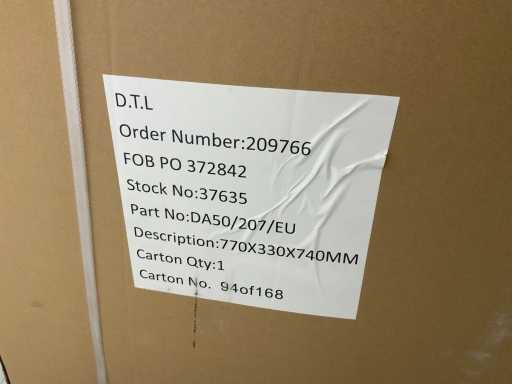 D.T.L
Order Number:209766
FOB PO 372842
Stock No:37635
Part No:DA50/207/EU
Description:770X330X740MM
Carton Qty:1
Carton No. 94of168